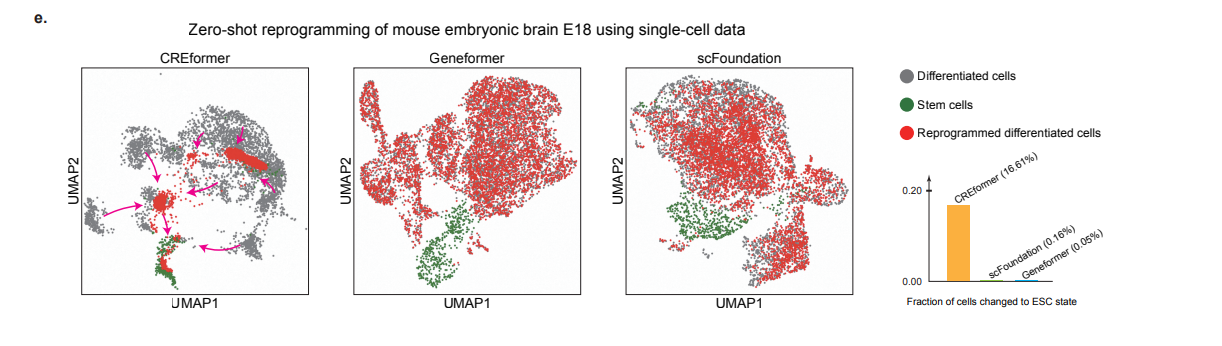 e.
Zero-shot reprogramming of mouse embryonic brain E18 using single-cell data
CREformer
UMAP2
UMAP1
Geneformer
UMAP2
UMAP1
scFoundation
UMAP2
UMAP1
Differentiated cells
Stem cells
Reprogrammed differentiated cells
0.20
0.00
CREformer (16.61%)
scFoundation (0.16%)
Geneformer (0.05%)
Fraction of cells changed to ESC state